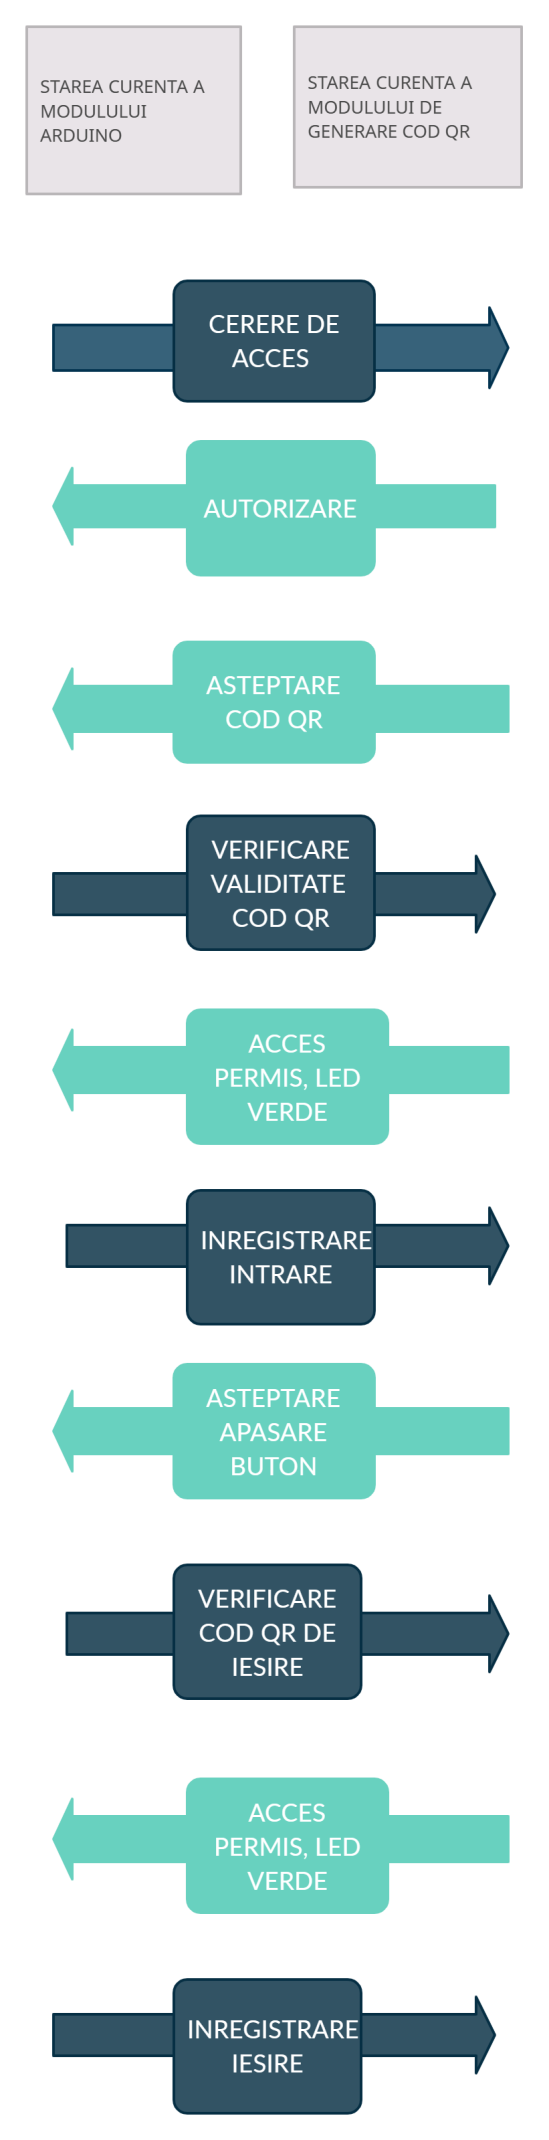 STAREA CURENTA A
MODULULUI
ARDUINO
STAREA CURENTA A
MODULULUI DE
GENERARE COD QR
CERERE DE
ACCES
AUTORIZARE
ASTEPTARE
COD QR
VERIFICARE
VALIDITATE
COD QR
ACCES
PERMIS, LED
VERDE
INREGISTRARE
INTRARE
ASTEPTARE
APASARE
BUTON
VERIFICARE
COD QR DE
IESIRE
ACCES
PERMIS, LED
VERDE
INREGISTRARE
IESIRE